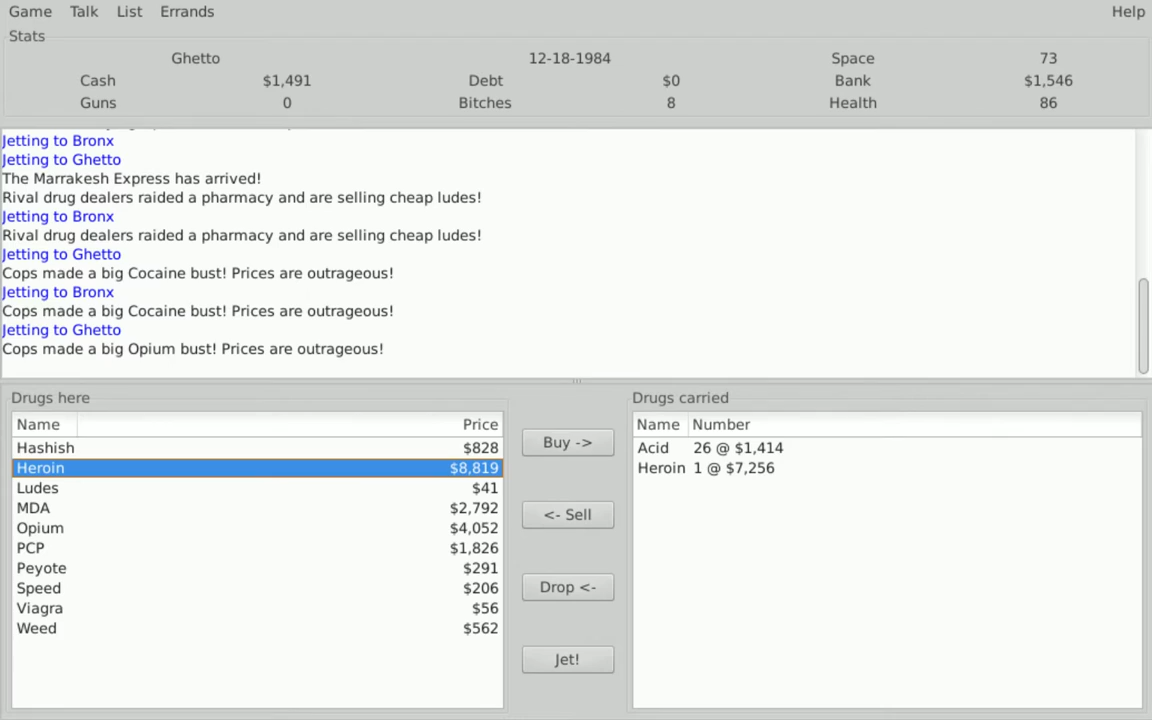 Game Talk List Errands Help
Stats
Ghetto 12-18-1984 Space 73
Cash $1,491 Debt $0 Bank $1,546
Guns 0 Bitches 8 Health 86
Jetting to Bronx
Jetting to Ghetto
The Marrakesh Express has arrived!
Rival drug dealers raided a pharmacy and are selling cheap ludes!
Jetting to Bronx
Rival drug dealers raided a pharmacy and are selling cheap ludes!
Jetting to Ghetto
Cops made a big Cocaine bust! Prices are outrageous!
Jetting to Bronx
Cops made a big Cocaine bust! Prices are outrageous!
Jetting to Ghetto
Cops made a big Opium bust! Prices are outrageous!
Drugs here
Name Price
Hashish $828
Heroin $8,819
Ludes $41
MDA $2,792
Opium $4,052
PCP $1,826
Peyote $291
Speed $206
Viagra $56
Weed $562
Buy ->
<- Sell
Drop <-
Jet!
Drugs carried
Name Number
Acid 26 @ $1,414
Heroin 1 @ $7,256